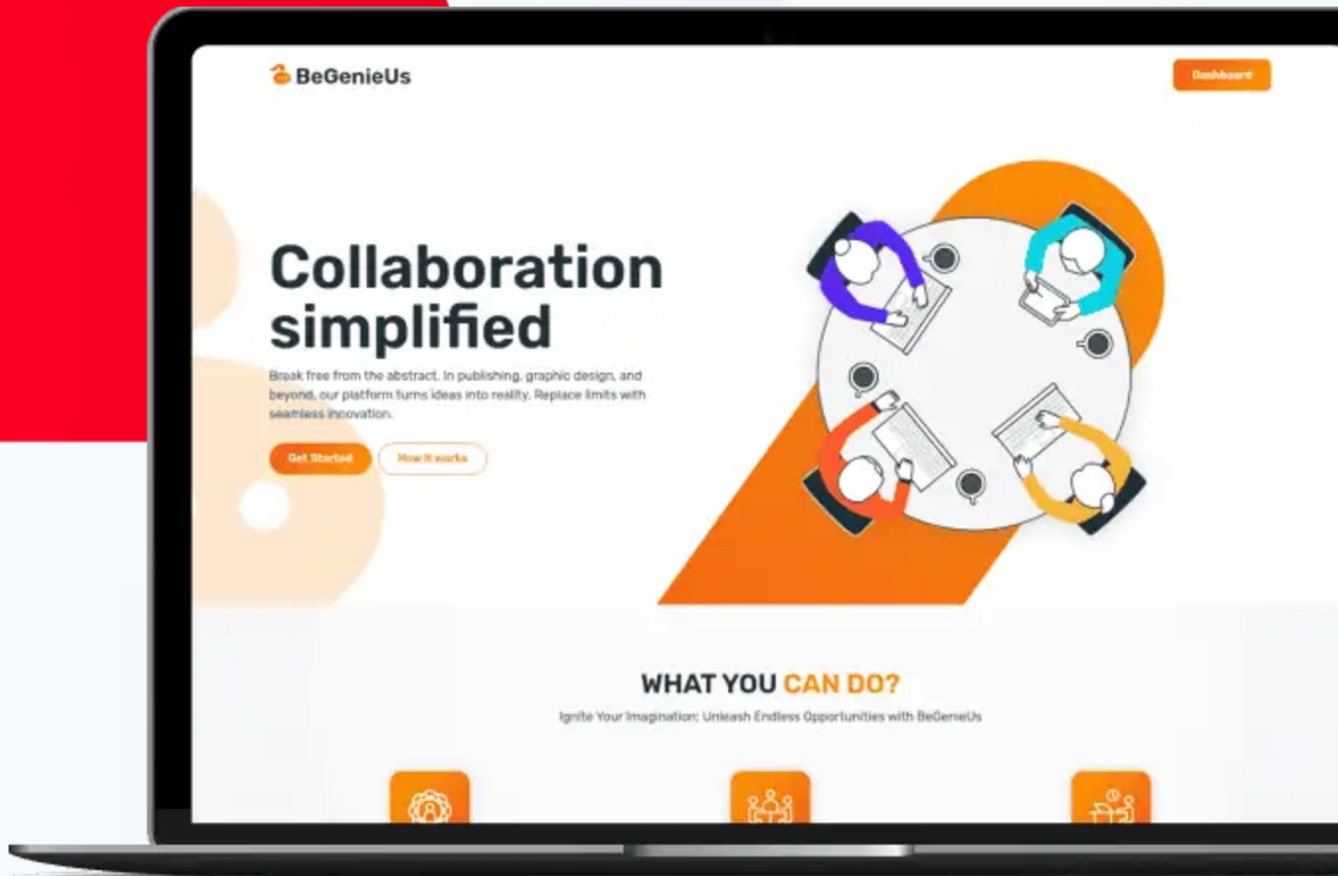 BeGenieUs
Dashboard
Collaboration
simplified
Break free from the abstract. In publishing, graphic design, and
beyond, our platform turns ideas into reality. Replace limits with
seamless innovation.
Get Started
How it works
WHAT YOU CAN DO?
Ignite Your Imagination: Unleash Endless Opportunities with BeGenieUs